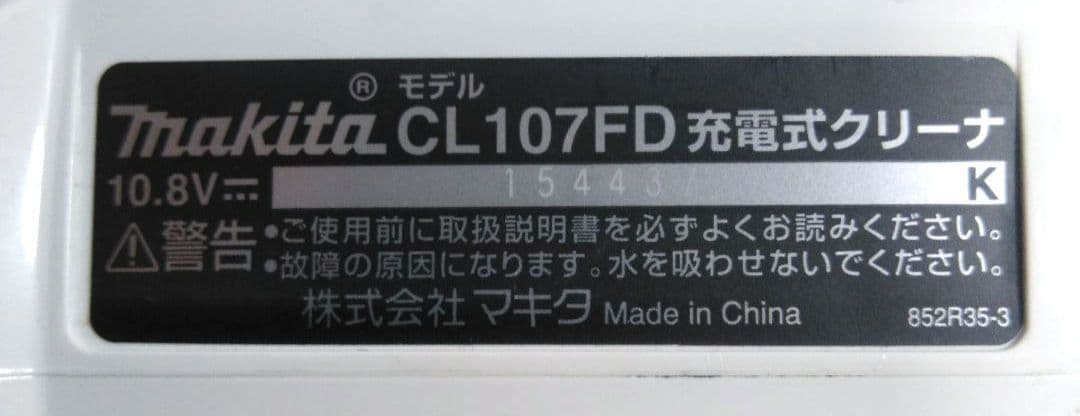 ® モデル
makita CL107FD 充電式クリーナ
10.8V⎓ 15443 K
⚠警告 •ご使用前に取扱説明書を必ずよくお読みください。
•故障の原因になります。水を吸わせないでください。
株式会社 マキタ Made in China 852R35-3